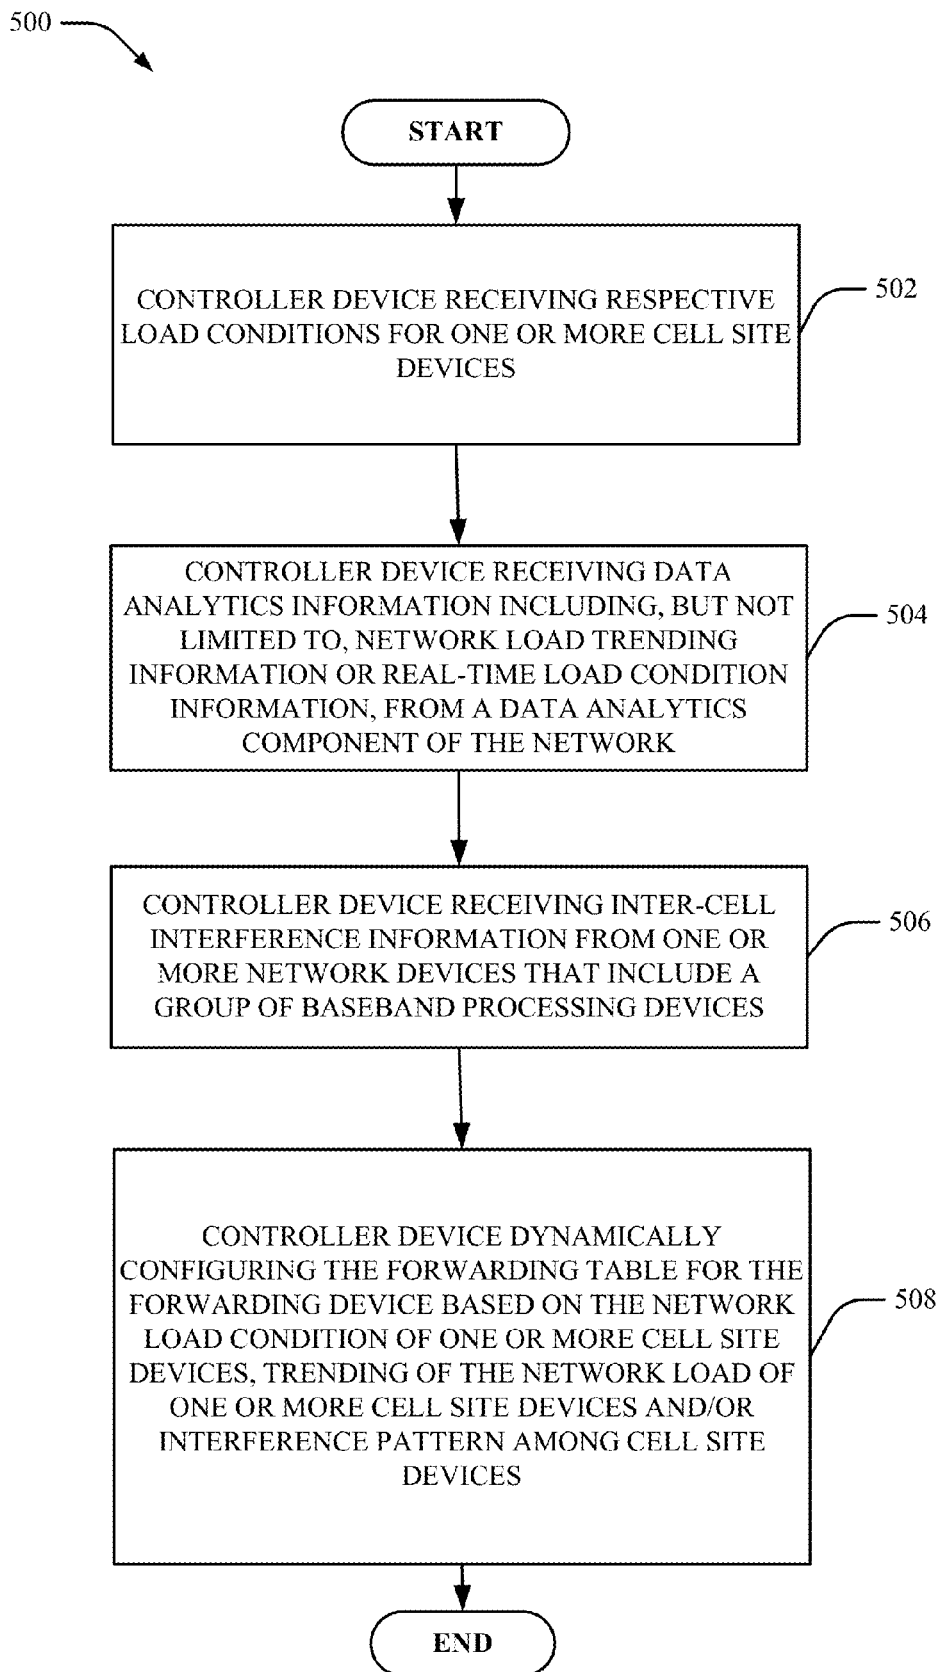 500
START
CONTROLLER DEVICE RECEIVING RESPECTIVE
LOAD CONDITIONS FOR ONE OR MORE CELL SITE
DEVICES
502
CONTROLLER DEVICE RECEIVING DATA
ANALYTICS INFORMATION INCLUDING, BUT NOT
LIMITED TO, NETWORK LOAD TRENDING
INFORMATION OR REAL-TIME LOAD CONDITION
INFORMATION, FROM A DATA ANALYTICS
COMPONENT OF THE NETWORK
504
CONTROLLER DEVICE RECEIVING INTER-CELL
INTERFERENCE INFORMATION FROM ONE OR
MORE NETWORK DEVICES THAT INCLUDE A
GROUP OF BASEBAND PROCESSING DEVICES
506
CONTROLLER DEVICE DYNAMICALLY
CONFIGURING THE FORWARDING TABLE FOR THE
FORWARDING DEVICE BASED ON THE NETWORK
LOAD CONDITION OF ONE OR MORE CELL SITE
DEVICES, TRENDING OF THE NETWORK LOAD OF
ONE OR MORE CELL SITE DEVICES AND/OR
INTERFERENCE PATTERN AMONG CELL SITE
DEVICES
508
END